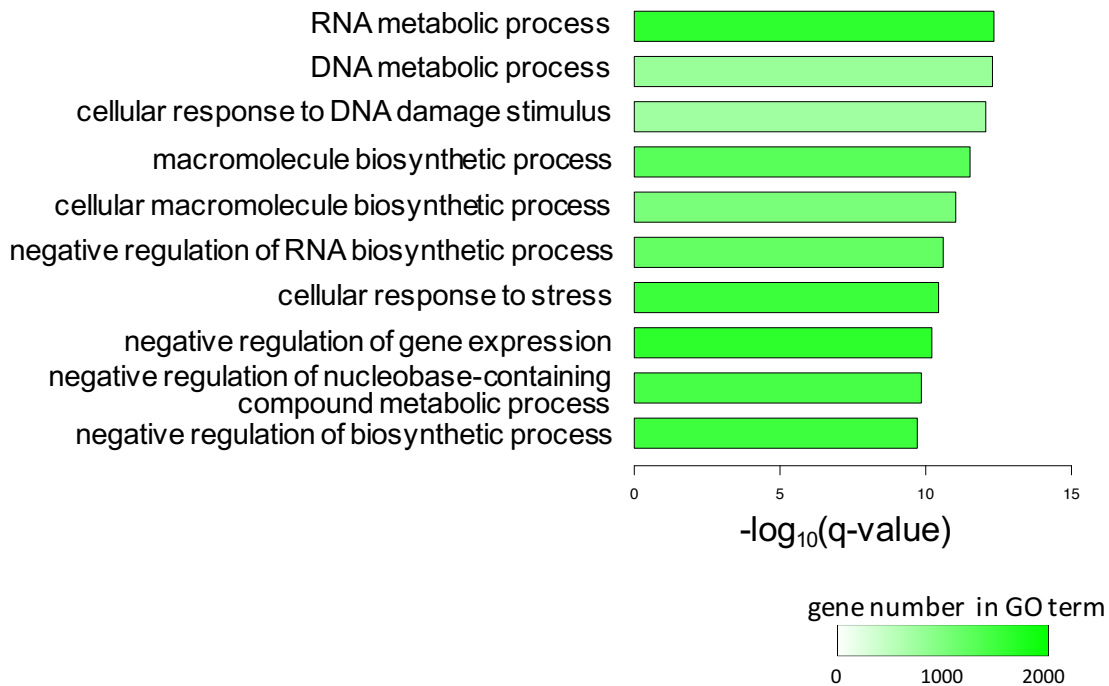 RNA metabolic process
DNA metabolic process
cellular response to DNA damage stimulus
macromolecule biosynthetic process
cellular macromolecule biosynthetic process
negative regulation of RNA biosynthetic process
cellular response to stress
negative regulation of gene expression
negative regulation of nucleobase-containing
compound metabolic process
negative regulation of biosynthetic process
0 5 10 15
-log₁₀(q-value)
gene number in GO term
0 1000 2000